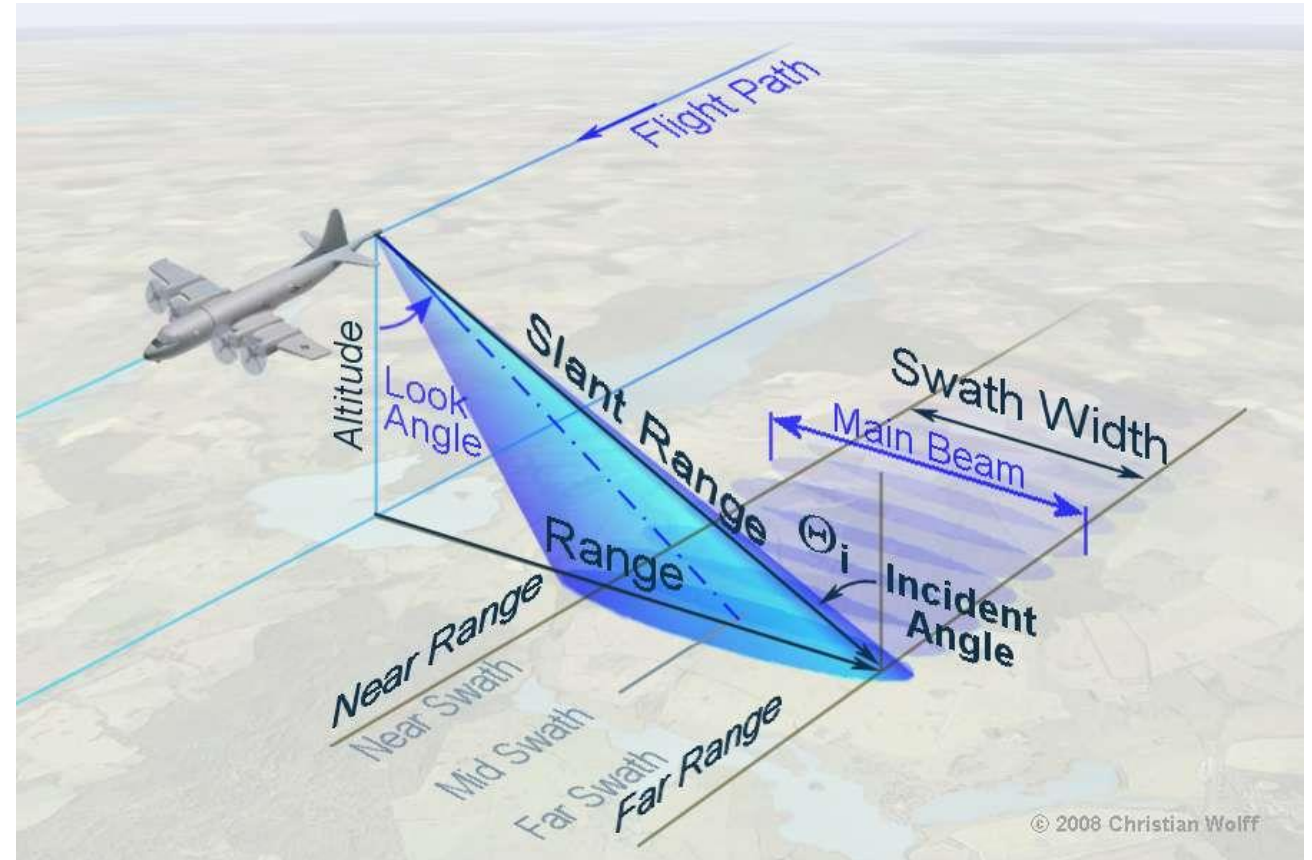 Flight Path
Altitude
Look
Angle
Slant Range
Swath Width
Main Beam
Range
Θi
Incident
Angle
Near Range
Near Swath
Mid Swath
Far Swath
Far Range
© 2008 Christian Wolff